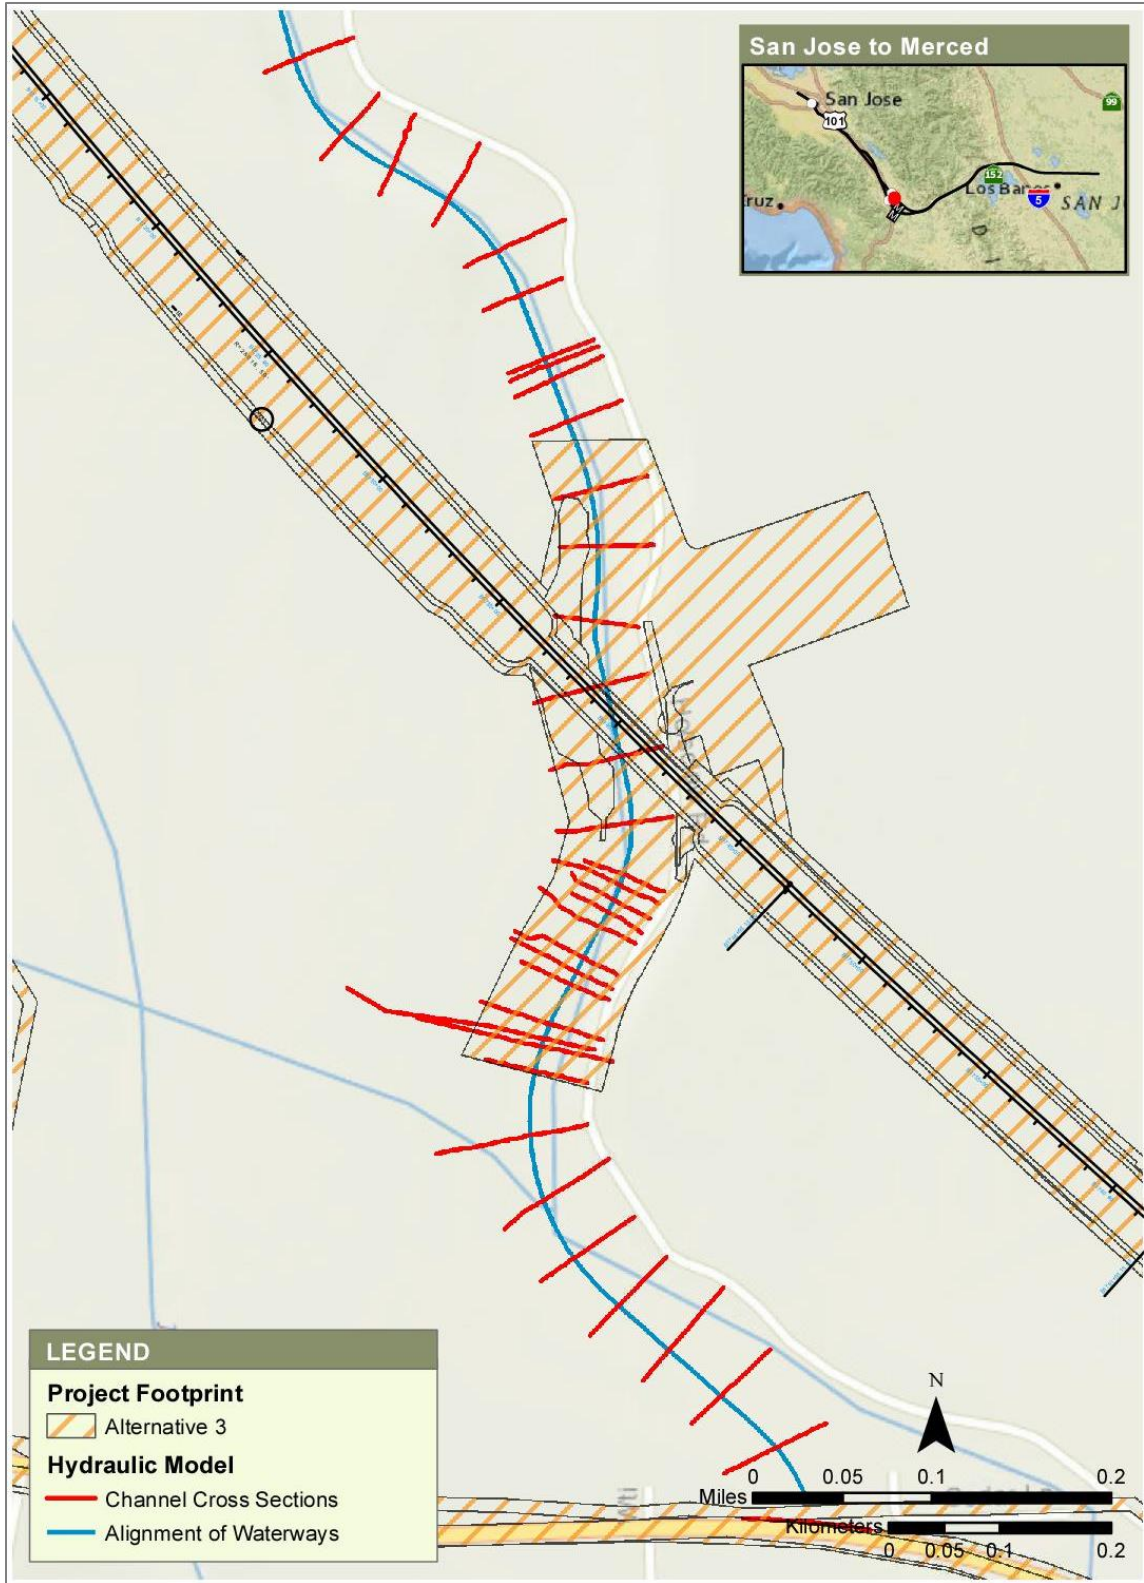 San Jose to Merced
San Jose
101
99
152
Los Banos
5
SAN J
ruz
D
I
LEGEND
Project Footprint
Alternative 3
Hydraulic Model
Channel Cross Sections
Alignment of Waterways
N
0 0.05 0.1 0.2
Miles
Kilometers
0 0.05 0.1 0.2